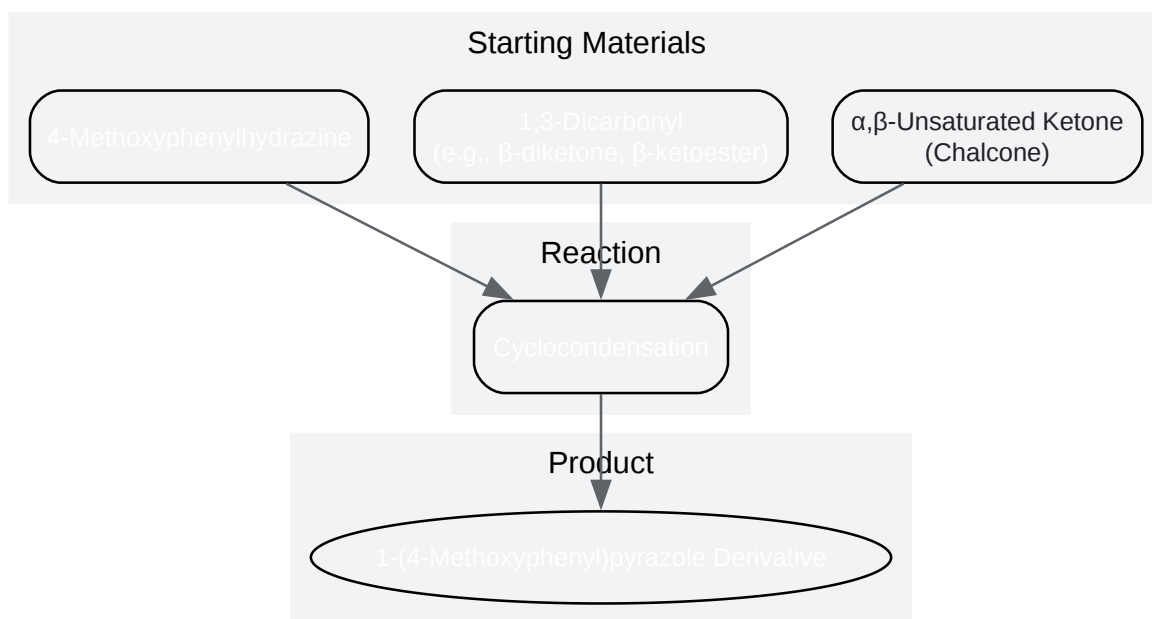 Starting Materials
4-Methoxyphenylhydrazine
1,3-Dicarbonyl
(e.g., β-diketone, β-ketoester)
α,β-Unsaturated Ketone
(Chalcone)
Reaction
Cyclocondensation
Product
1-(4-Methoxyphenyl)pyrazole Derivative